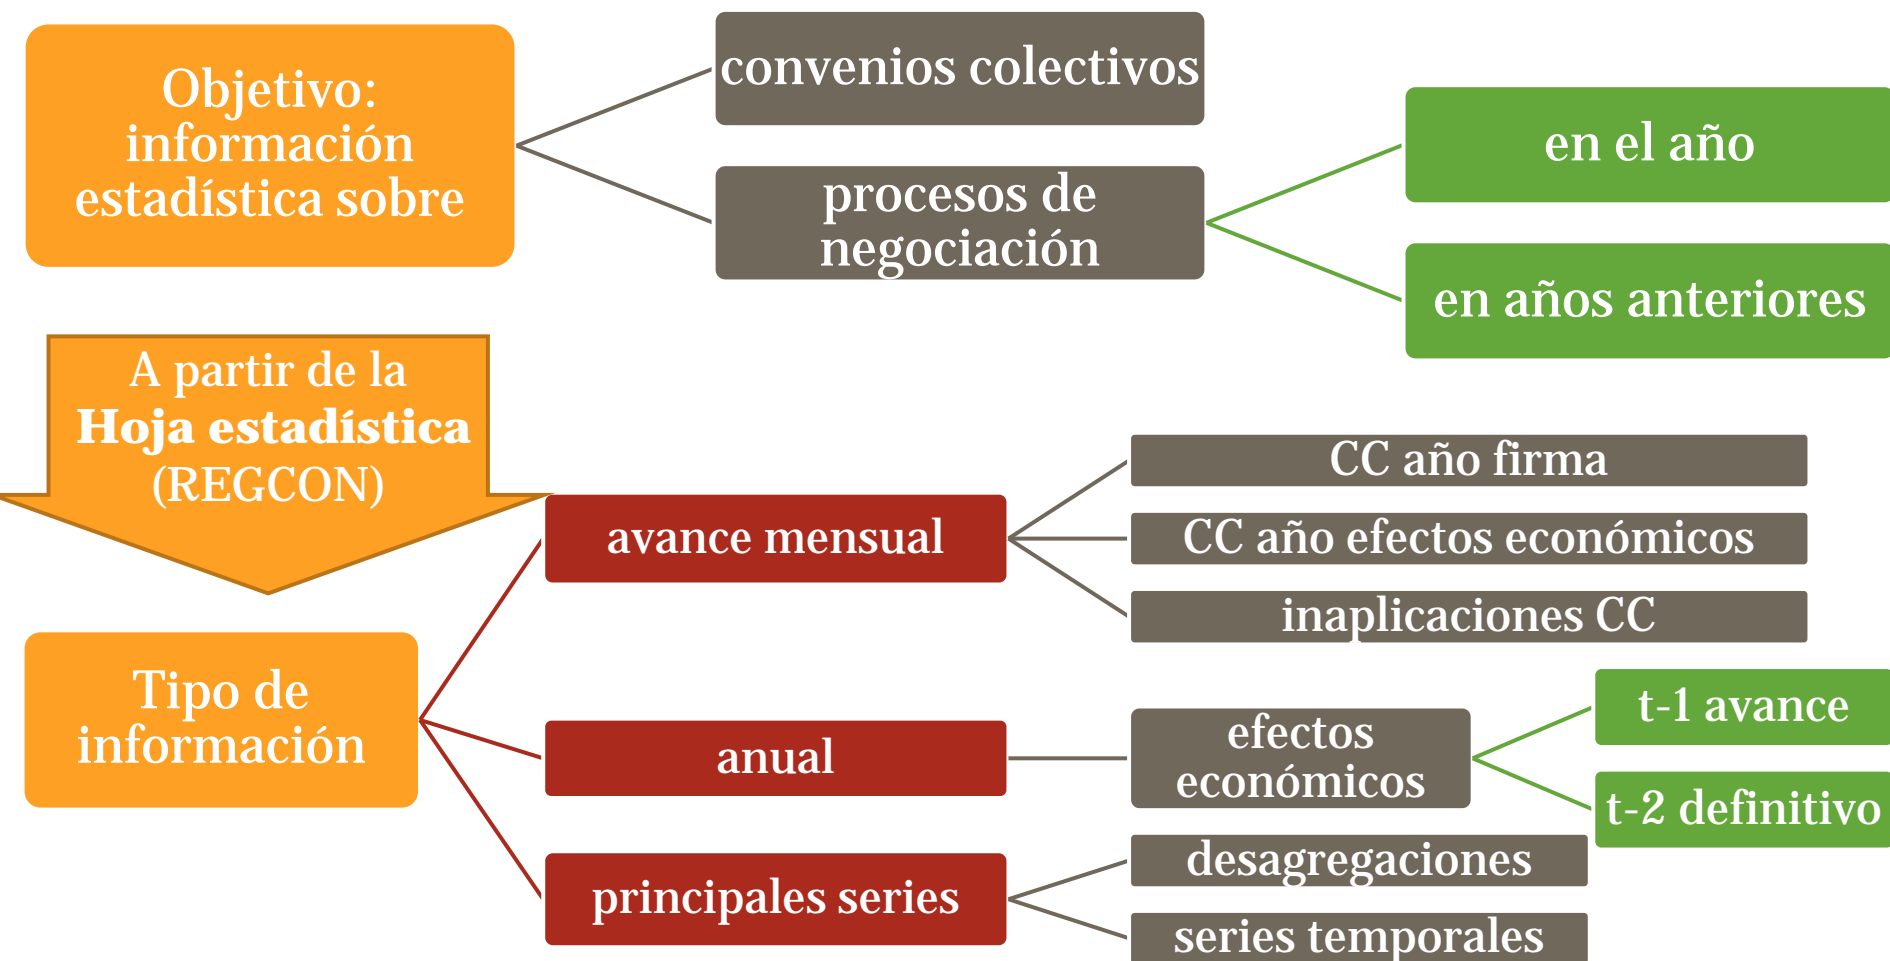 Objetivo:
información
estadística sobre
convenios colectivos
procesos de
negociación
en el año
en años anteriores
A partir de la
Hoja estadística
(REGCON)
Tipo de
información
avance mensual
CC año firma
CC año efectos económicos
inaplicaciones CC
anual
efectos
económicos
t-1 avance
t-2 definitivo
principales series
desagregaciones
series temporales